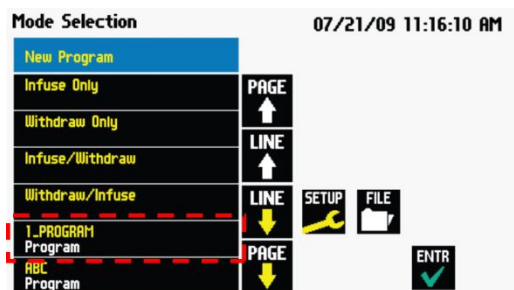 Mode Selection
07/21/09 11:16:10 AM
New Program
Infuse Only
Withdraw Only
Infuse/Withdraw
Withdraw/Infuse
1_PROGRAM
Program
ABC
Program
PAGE
LINE
LINE
PAGE
SETUP
FILE
ENTR